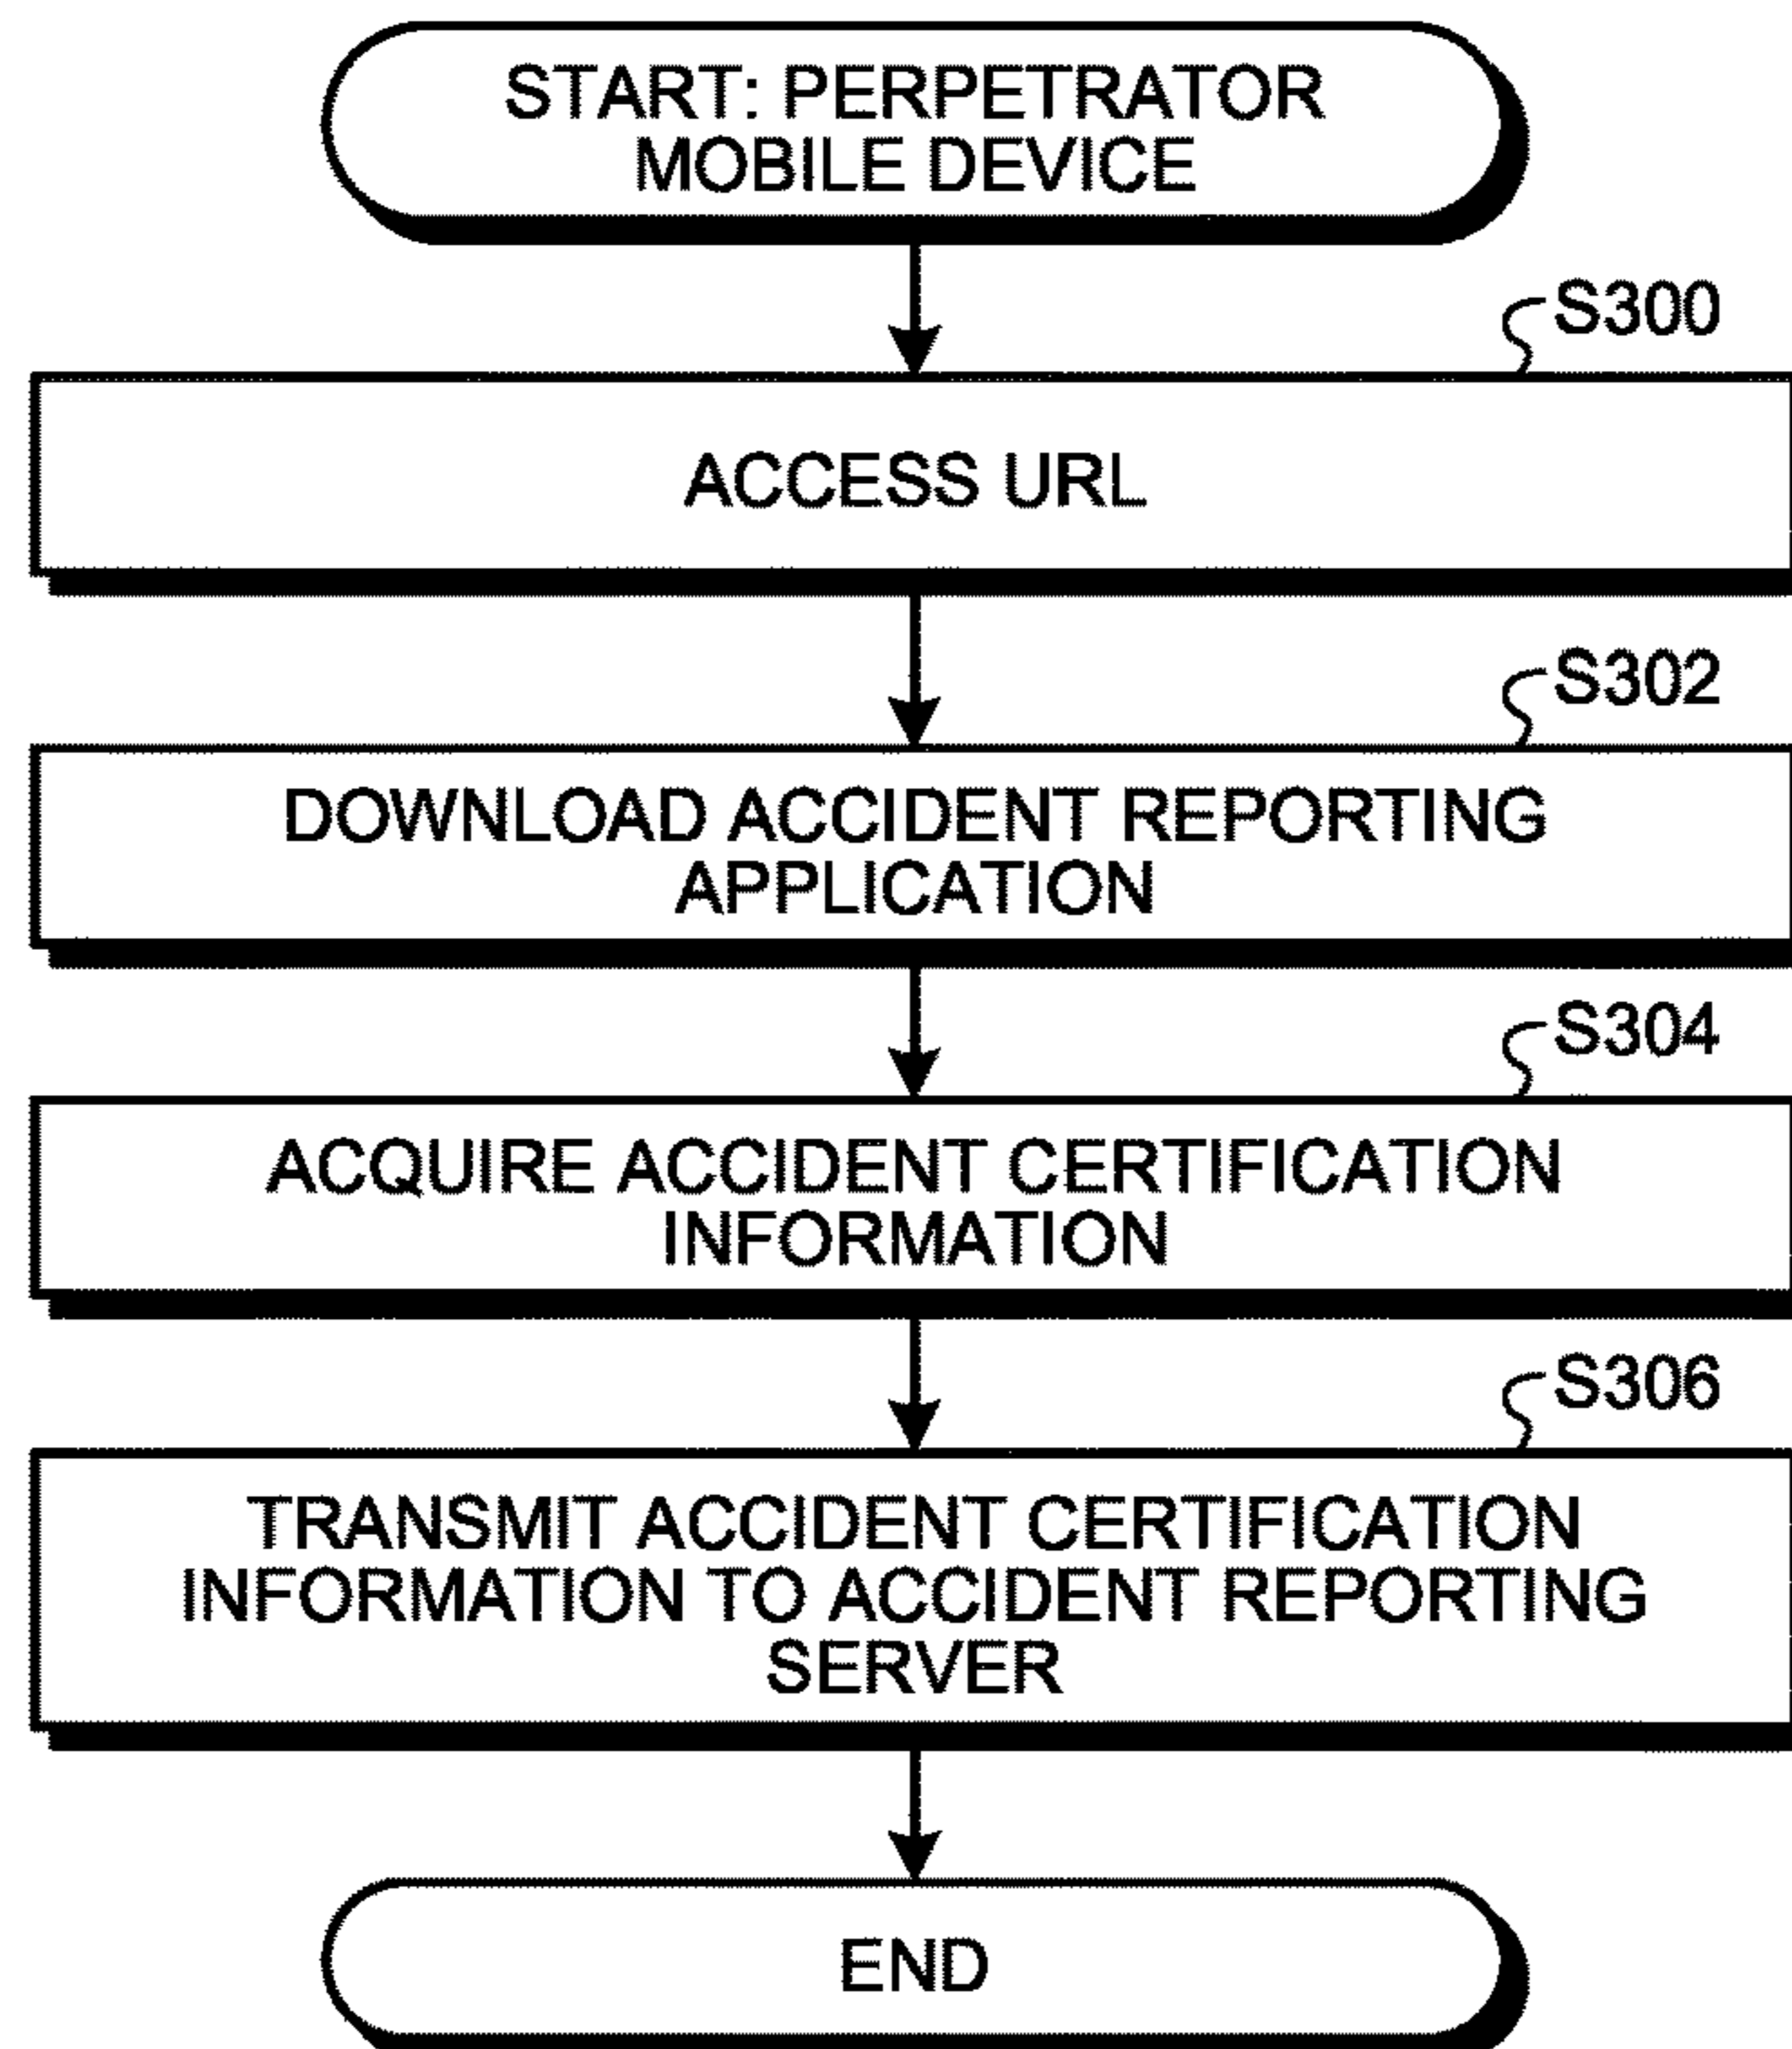 START: PERPETRATOR
MOBILE DEVICE
S300
ACCESS URL
S302
DOWNLOAD ACCIDENT REPORTING
APPLICATION
S304
ACQUIRE ACCIDENT CERTIFICATION
INFORMATION
S306
TRANSMIT ACCIDENT CERTIFICATION
INFORMATION TO ACCIDENT REPORTING
SERVER
END